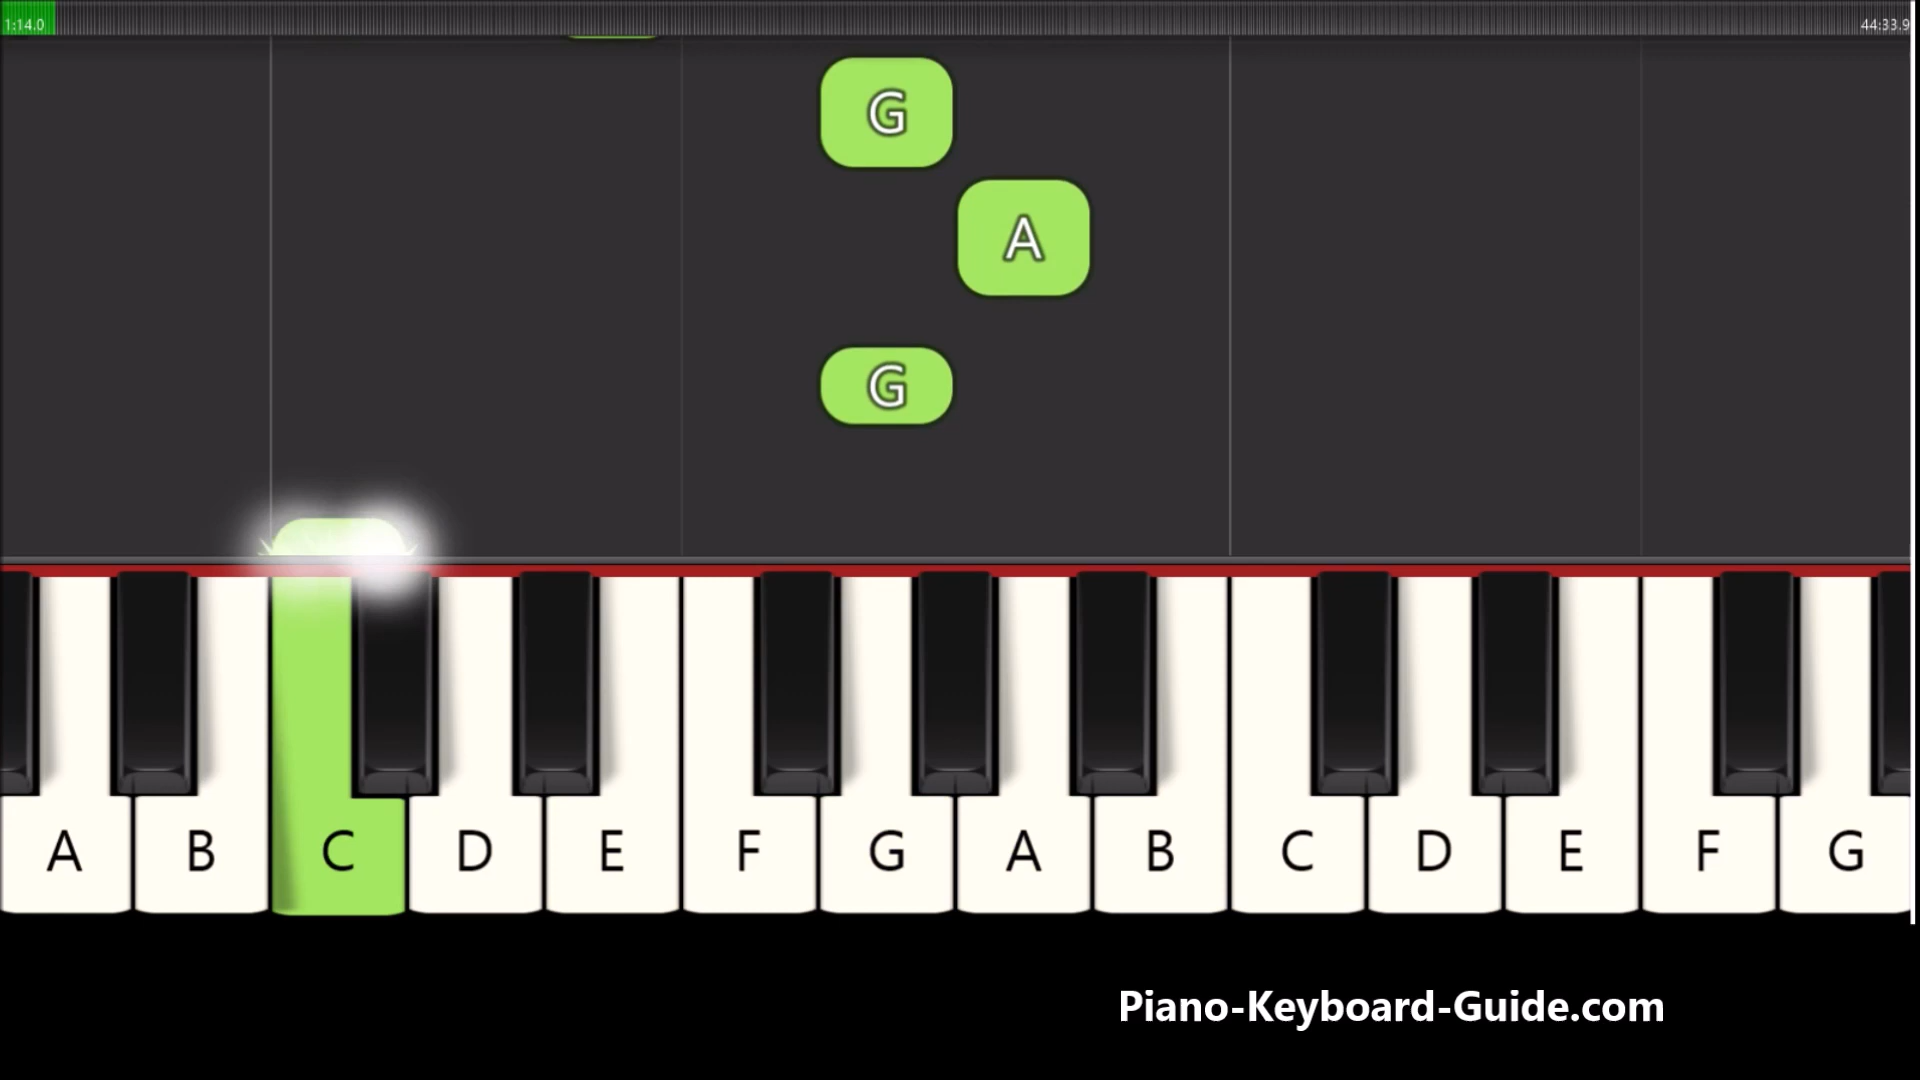 1:14.0 44:33.9
G
A
G
A B C D E F G A B C D E F G
Piano-Keyboard-Guide.com